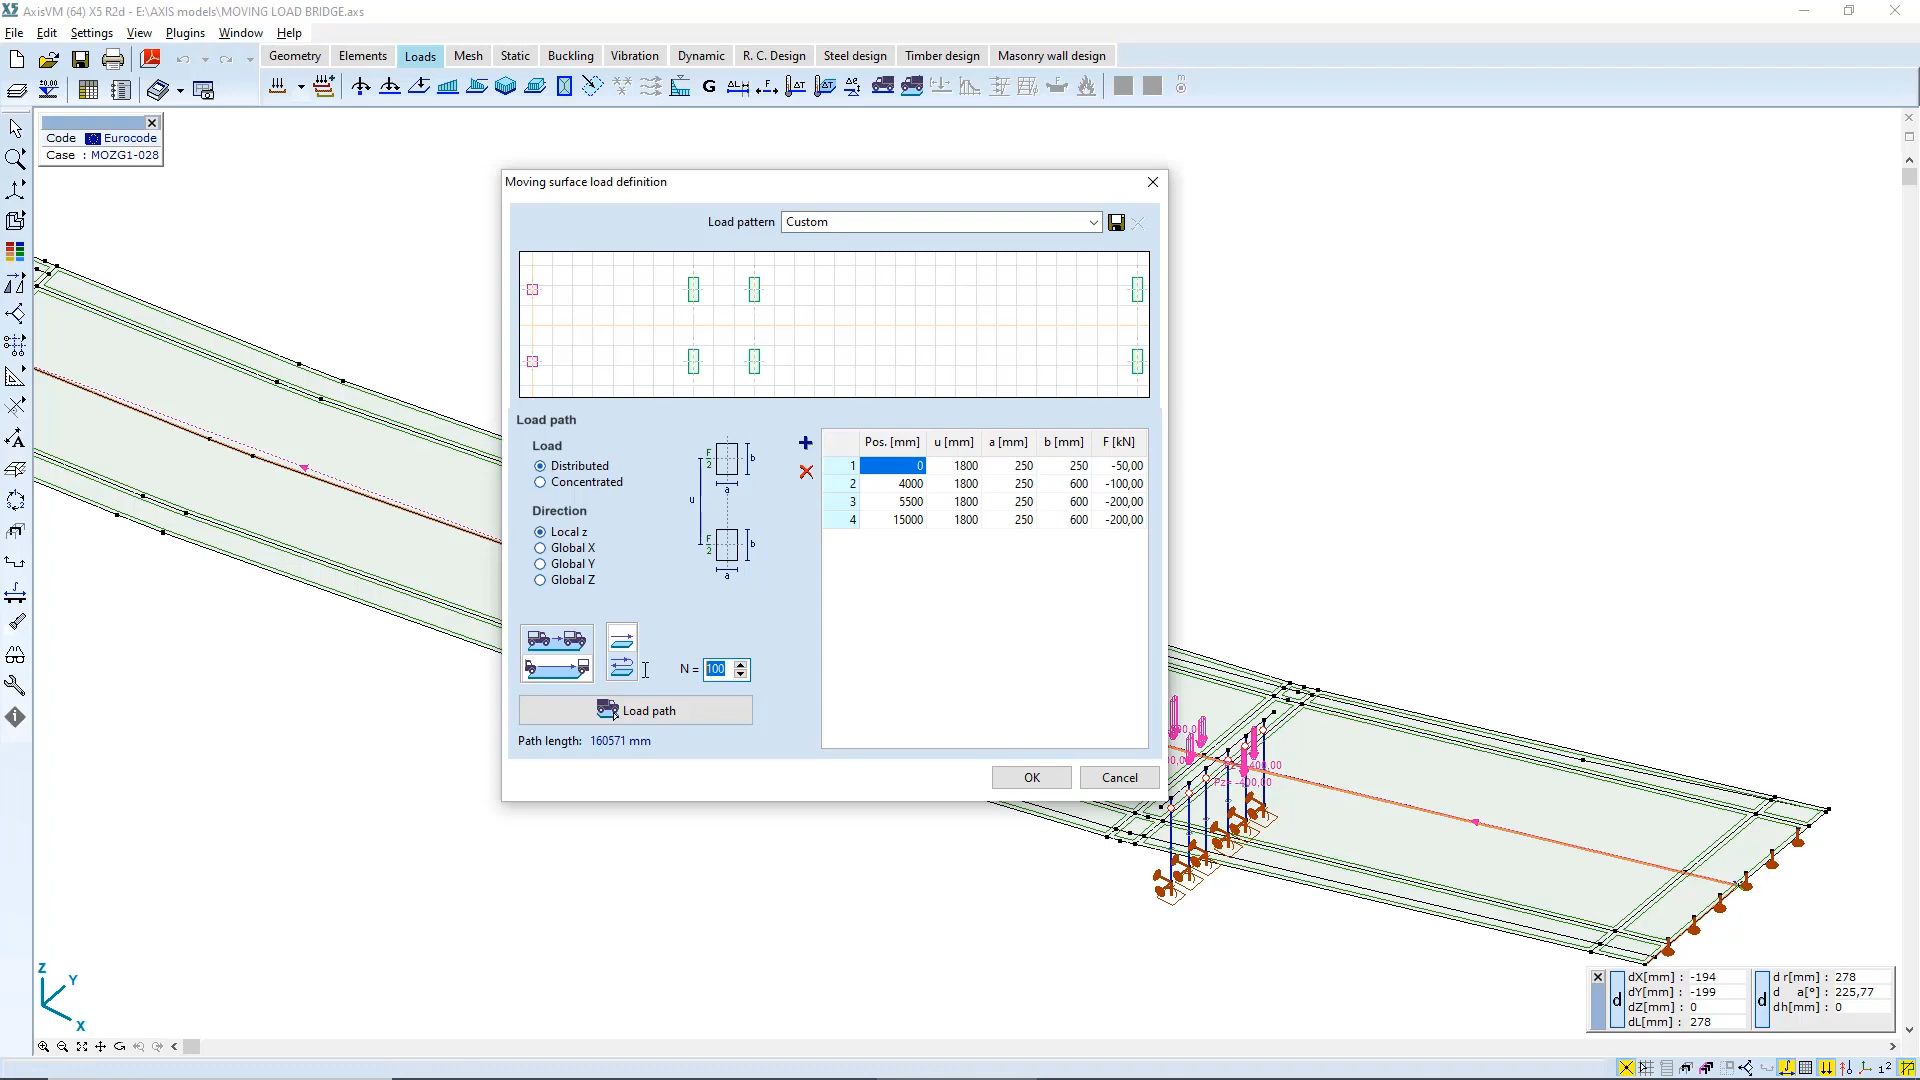 X5 AxisVM (64) X5 R2d - E:\AXIS models\MOVING LOAD BRIDGE.axs
File Edit Settings View Plugins Window Help
Geometry Elements Loads Mesh Static Buckling Vibration Dynamic R. C. Design Steel design Timber design Masonry wall design
Code Eurocode
Case : MOZG1-028
Moving surface load definition
Load pattern Custom
Load path
Load
Distributed
Concentrated
Direction
Local z
Global X
Global Y
Global Z
F
2
b
a
u
F
2
b
a
Pos. [mm] u [mm] a [mm] b [mm] F [kN]
1 0 1800 250 250 -50,00
2 4000 1800 250 600 -100,00
3 5500 1800 250 600 -200,00
4 15000 1800 250 600 -200,00
N = 100
Load path
Path length: 160571 mm
OK Cancel
Z
Y
X
dX[mm] : -194
dY[mm] : -199
dZ[mm] : 0
dL[mm] : 278
d r[mm] : 278
d a[°] : 225,77
dh[mm] : 0